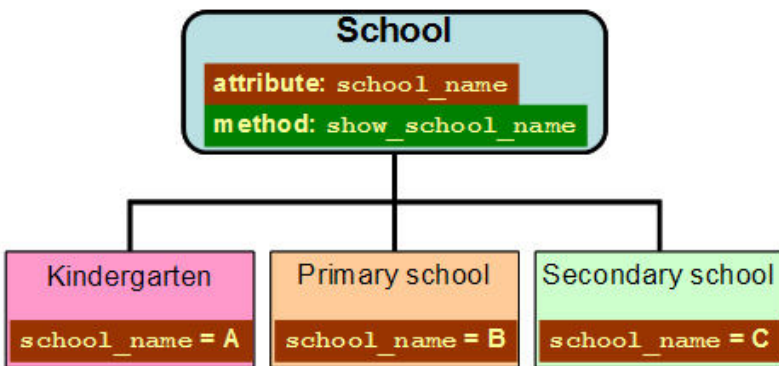 School
attribute: school_name
method: show_school_name
Kindergarten
school_name = A
Primary school
school_name = B
Secondary school
school_name = C